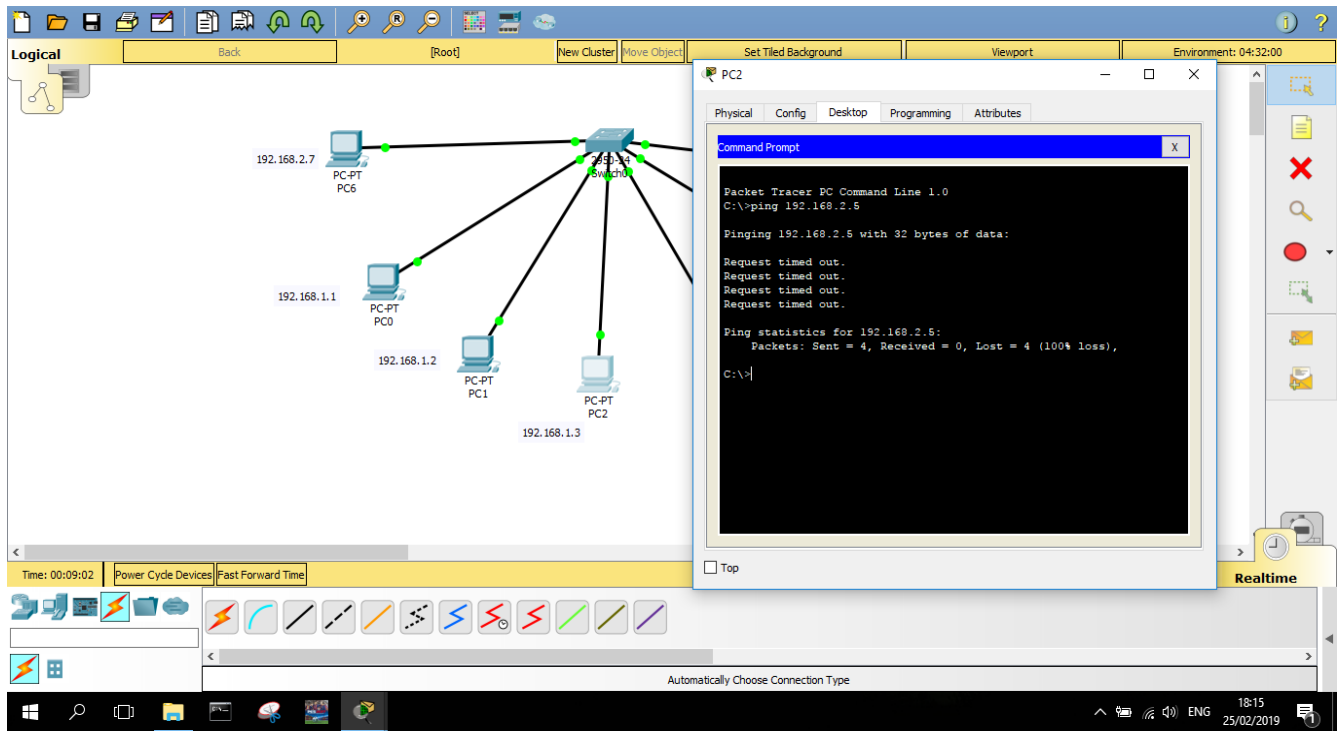 Logical
Back
[Root]
New Cluster
Move Object
Set Tiled Background
Viewport
Environment: 04:32:00
R
i
?
PC2
Physical Config Desktop Programming Attributes
Command Prompt
X
Packet Tracer PC Command Line 1.0
C:\>ping 192.168.2.5
Pinging 192.168.2.5 with 32 bytes of data:
Request timed out.
Request timed out.
Request timed out.
Request timed out.
Ping statistics for 192.168.2.5:
Packets: Sent = 4, Received = 0, Lost = 4 (100% loss),
C:\>
Top
192.168.2.7
PC-PT
PC6
2950-24
Switch0
192.168.1.1
PC-PT
PC0
192.168.1.2
PC-PT
PC1
PC-PT
PC2
192.168.1.3
Time: 00:09:02
Power Cycle Devices
Fast Forward Time
Realtime
Automatically Choose Connection Type
ENG
18:15
25/02/2019
1